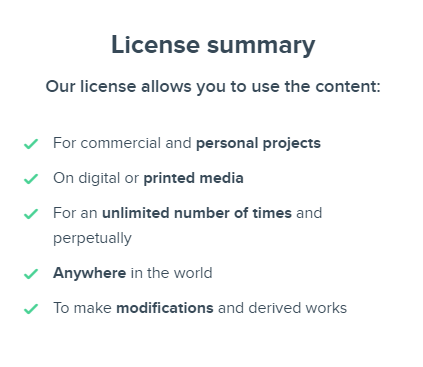 License summary
Our license allows you to use the content:
For commercial and personal projects
On digital or printed media
For an unlimited number of times and
perpetually
Anywhere in the world
To make modifications and derived works